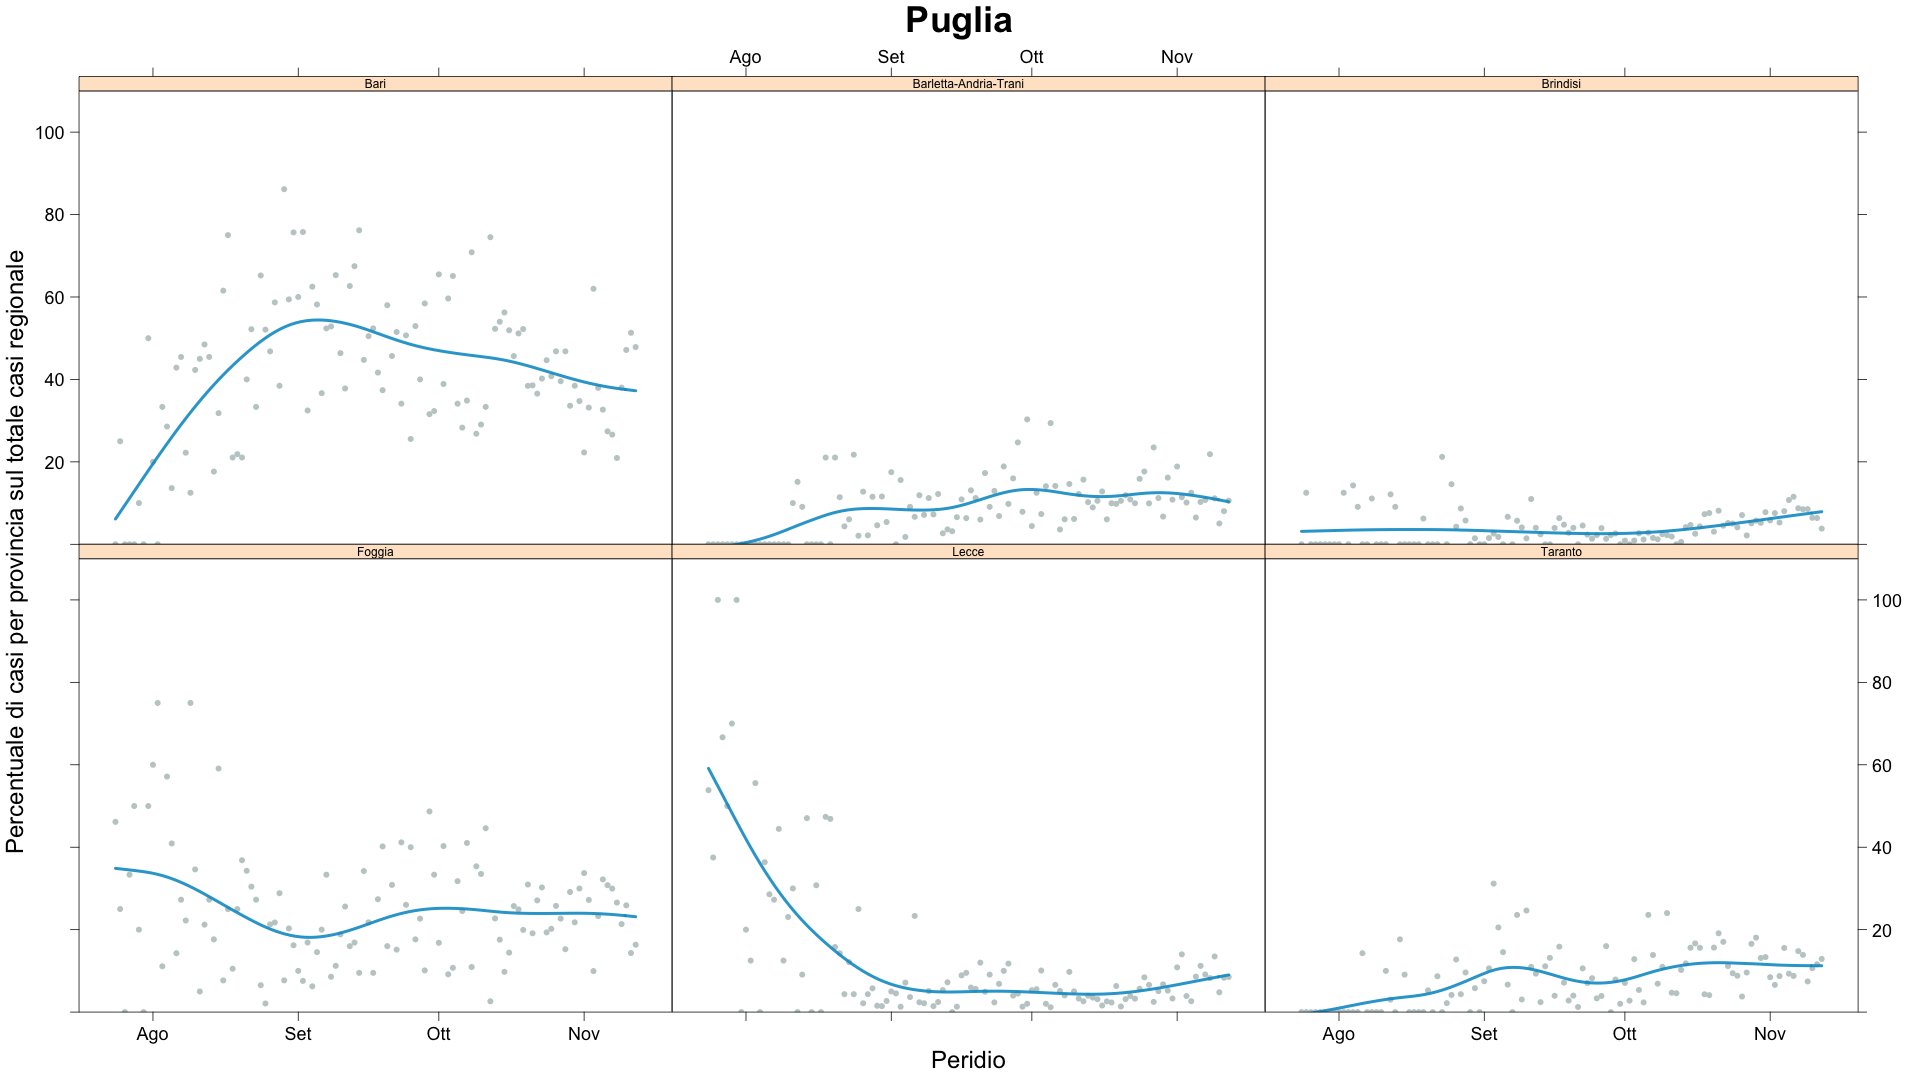 Puglia
Ago Set Ott Nov
Bari Barletta-Andria-Trani Brindisi
100
80
60
40
20
Percentuale di casi per provincia sul totale casi regionale
Foggia Lecce Taranto
100
80
60
40
20
Ago Set Ott Nov Ago Set Ott Nov
Peridio